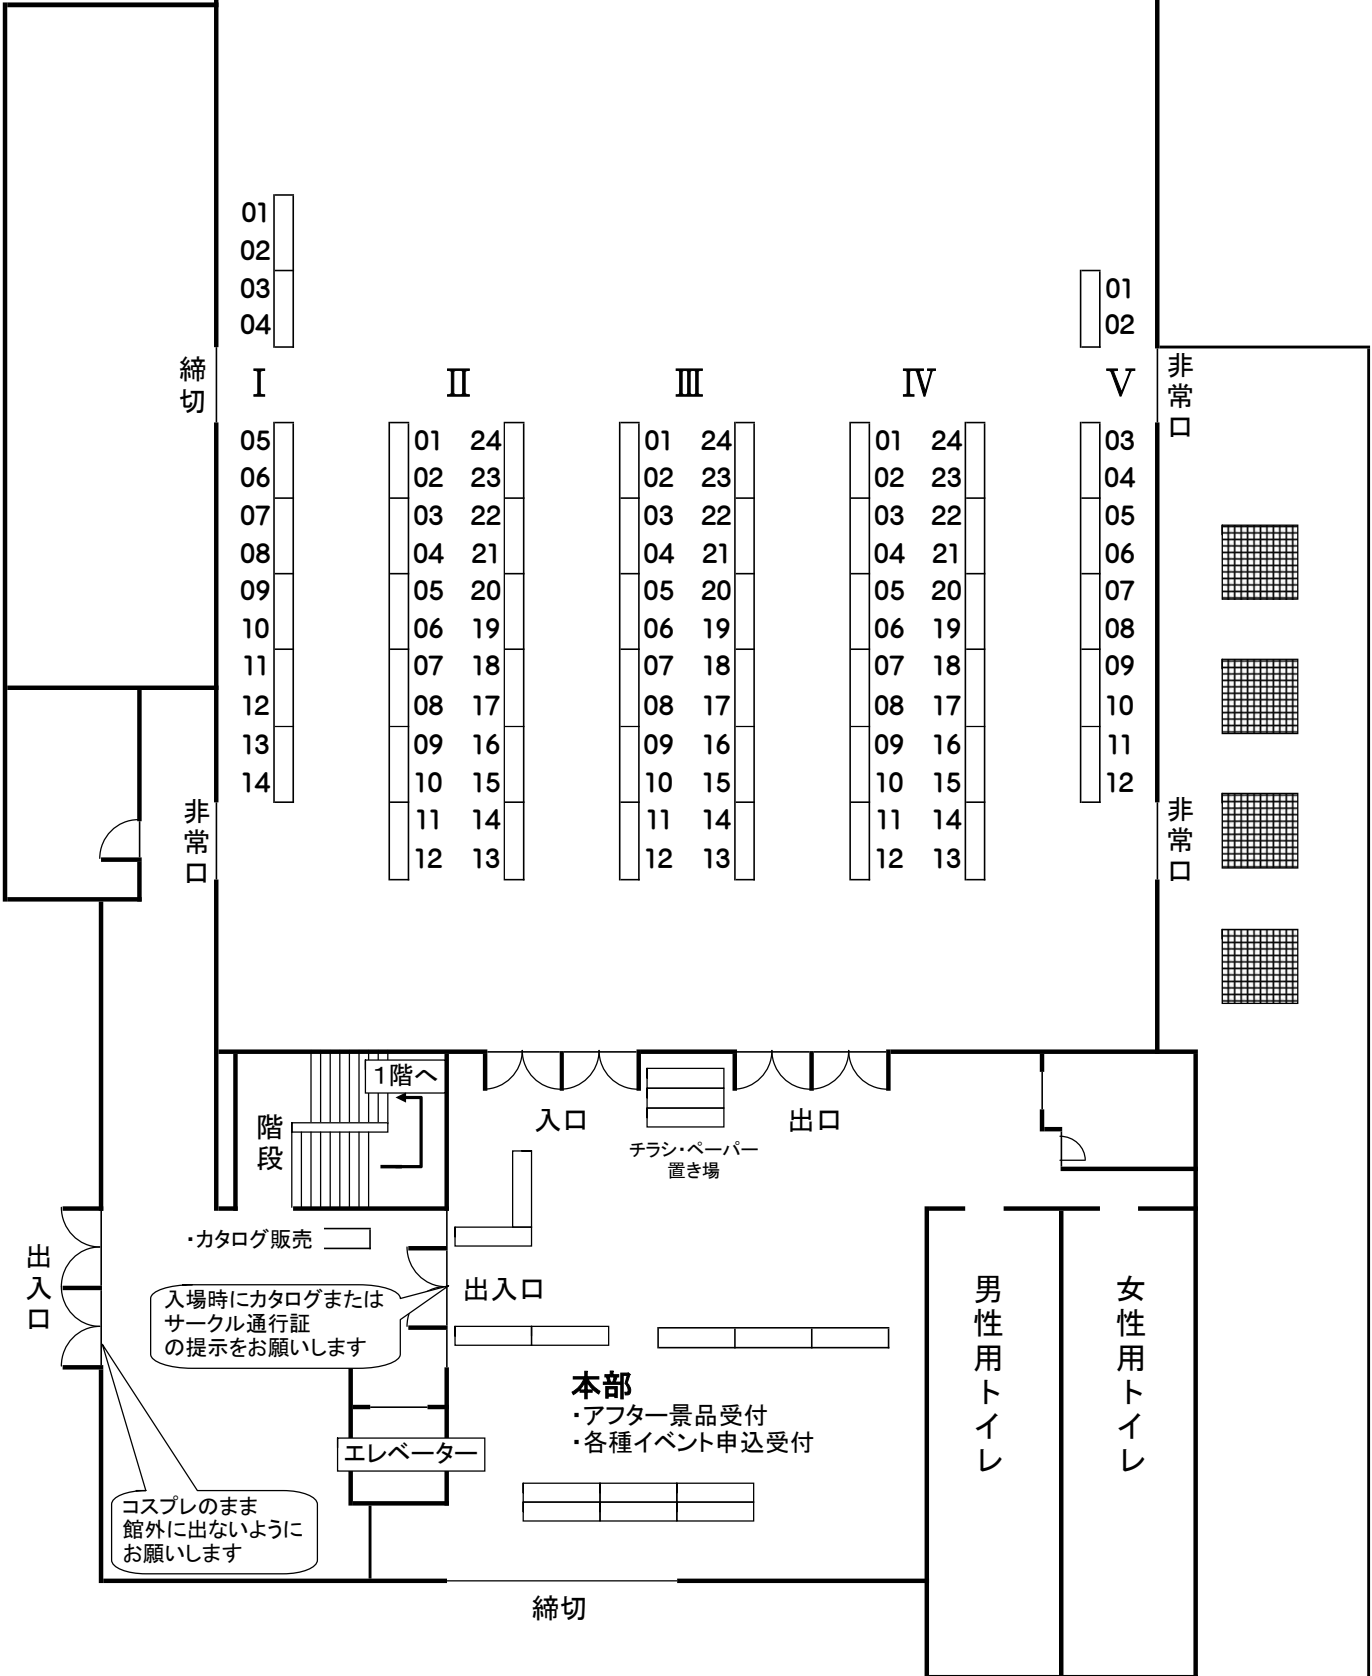 01
02
03
04
01
02
締切
Ⅰ
Ⅱ
Ⅲ
Ⅳ
Ⅴ
非常口
05 01 24 01 24 01 24 03
06 02 23 02 23 02 23 04
07 03 22 03 22 03 22 05
08 04 21 04 21 04 21 06
09 05 20 05 20 05 20 07
10 06 19 06 19 06 19 08
11 07 18 07 18 07 18 09
12 08 17 08 17 08 17 10
13 09 16 09 16 09 16 11
14 10 15 10 15 10 15 12
11 14 11 14 11 14
12 13 12 13 12 13
非常口
非常口
1階へ
階段
入口
出口
チラシ・ペーパー
置き場
・カタログ販売
出入口
出入口
入場時にカタログまたは
サークル通行証
の提示をお願いします
男性用トイレ
女性用トイレ
本部
・アフター景品受付
・各種イベント申込受付
エレベーター
コスプレのまま
館外に出ないように
お願いします
締切